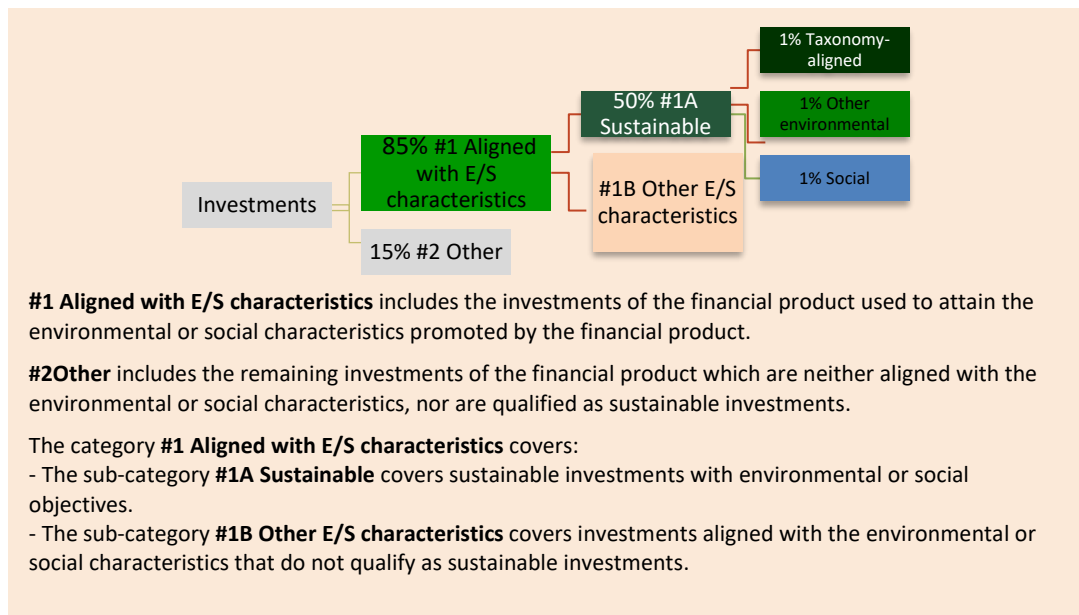 1% Taxonomy-
aligned
50% #1A
Sustainable
1% Other
environmental
85% #1 Aligned
with E/S
characteristics
#1B Other E/S
characteristics
1% Social
Investments
15% #2 Other
#1 Aligned with E/S characteristics includes the investments of the financial product used to attain the
environmental or social characteristics promoted by the financial product.
#2Other includes the remaining investments of the financial product which are neither aligned with the
environmental or social characteristics, nor are qualified as sustainable investments.
The category #1 Aligned with E/S characteristics covers:
- The sub-category #1A Sustainable covers sustainable investments with environmental or social
objectives.
- The sub-category #1B Other E/S characteristics covers investments aligned with the environmental or
social characteristics that do not qualify as sustainable investments.